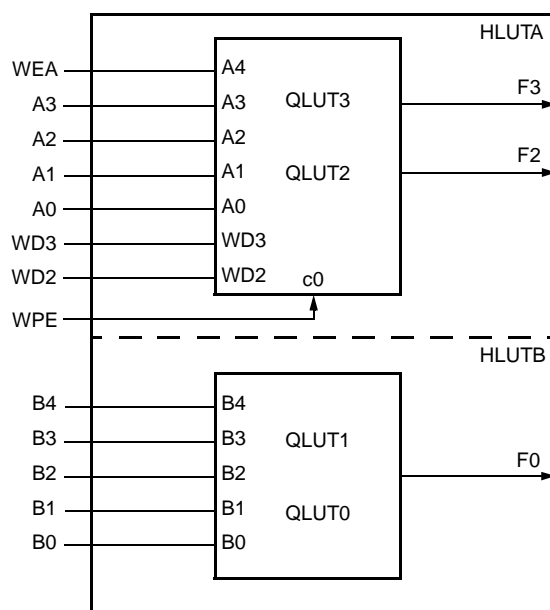 HLUTA
WEA A4
A3 A3 QLUT3 F3
A2 A2
A1 A1 QLUT2 F2
A0 A0
WD3 WD3
WD2 WD2 c0
WPE
HLUTB
B4 B4
B3 B3 QLUT1
B2 B2 F0
B1 B1 QLUT0
B0 B0